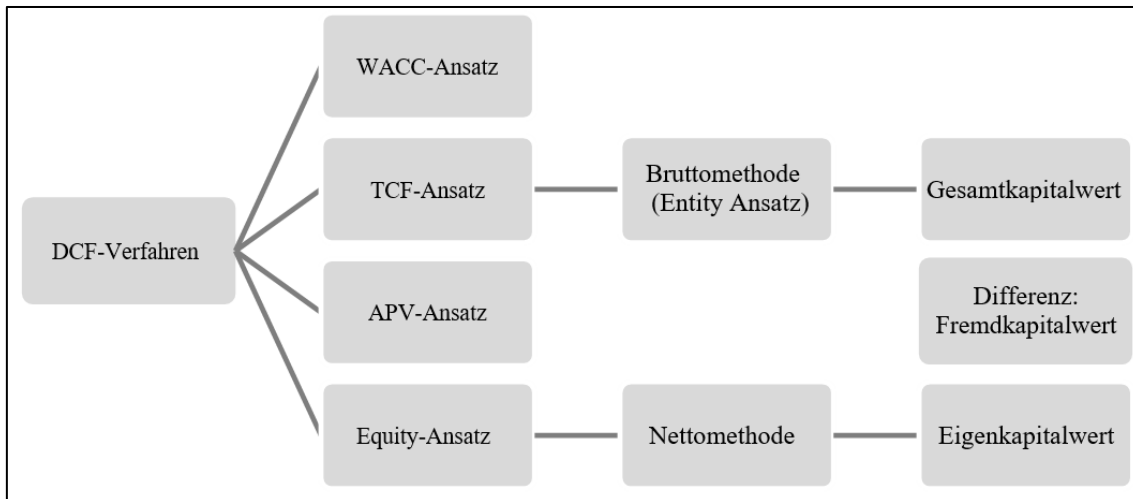 WACC-Ansatz
TCF-Ansatz
Bruttomethode
(Entity Ansatz)
Gesamtkapitalwert
DCF-Verfahren
APV-Ansatz
Differenz:
Fremdkapitalwert
Equity-Ansatz
Nettomethode
Eigenkapitalwert